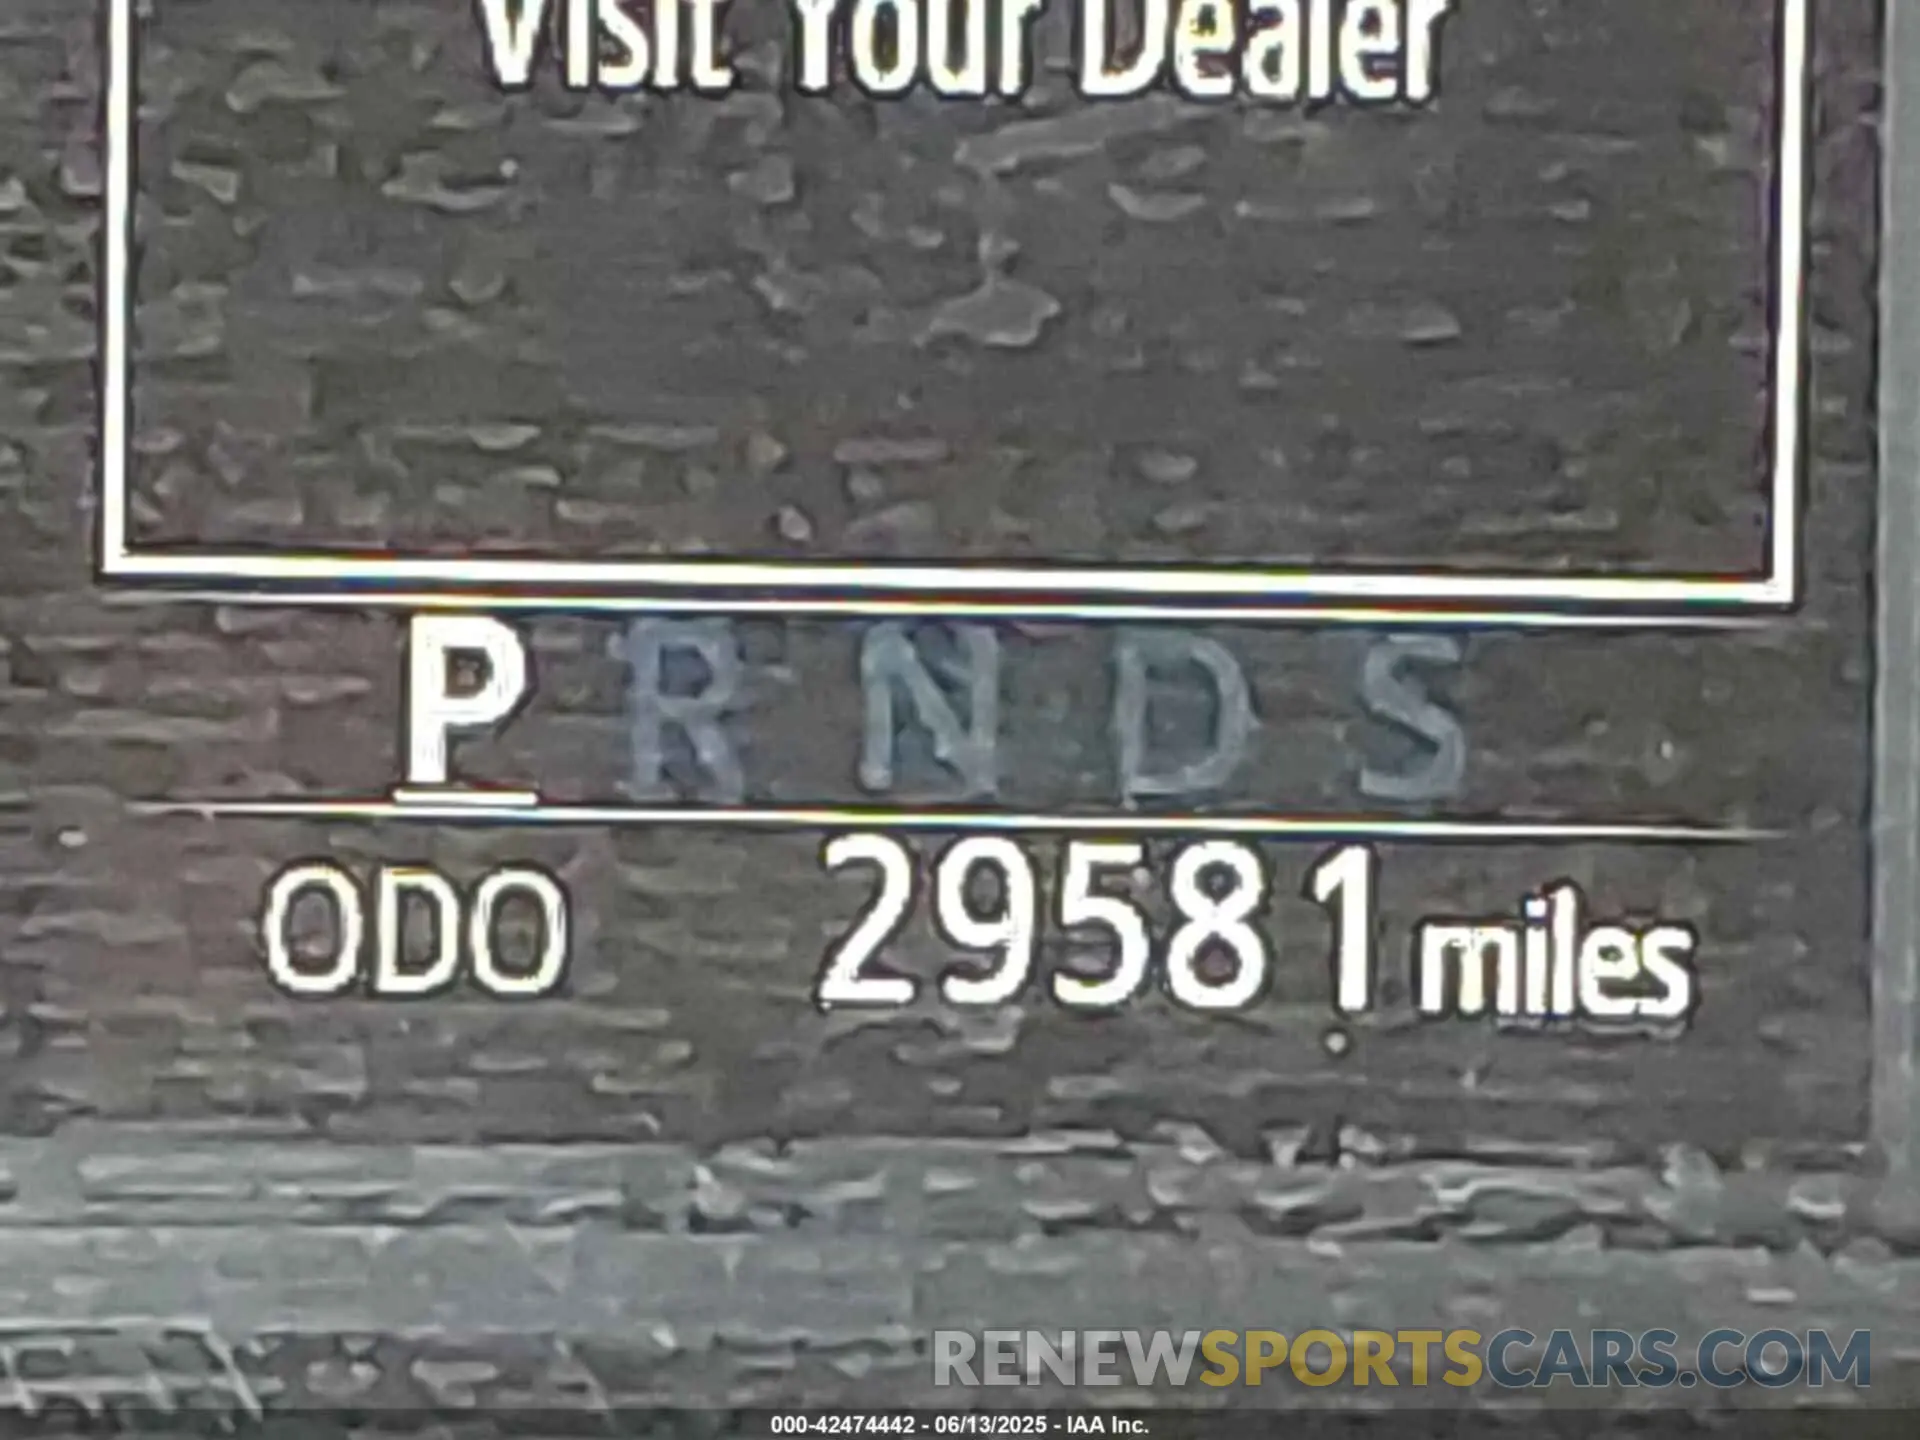 Visit Your Dealer
P R N D S
ODO 29581 miles
RENEWSPORTSCARS.COM
000-42474442 - 06/13/2025 - IAA Inc.